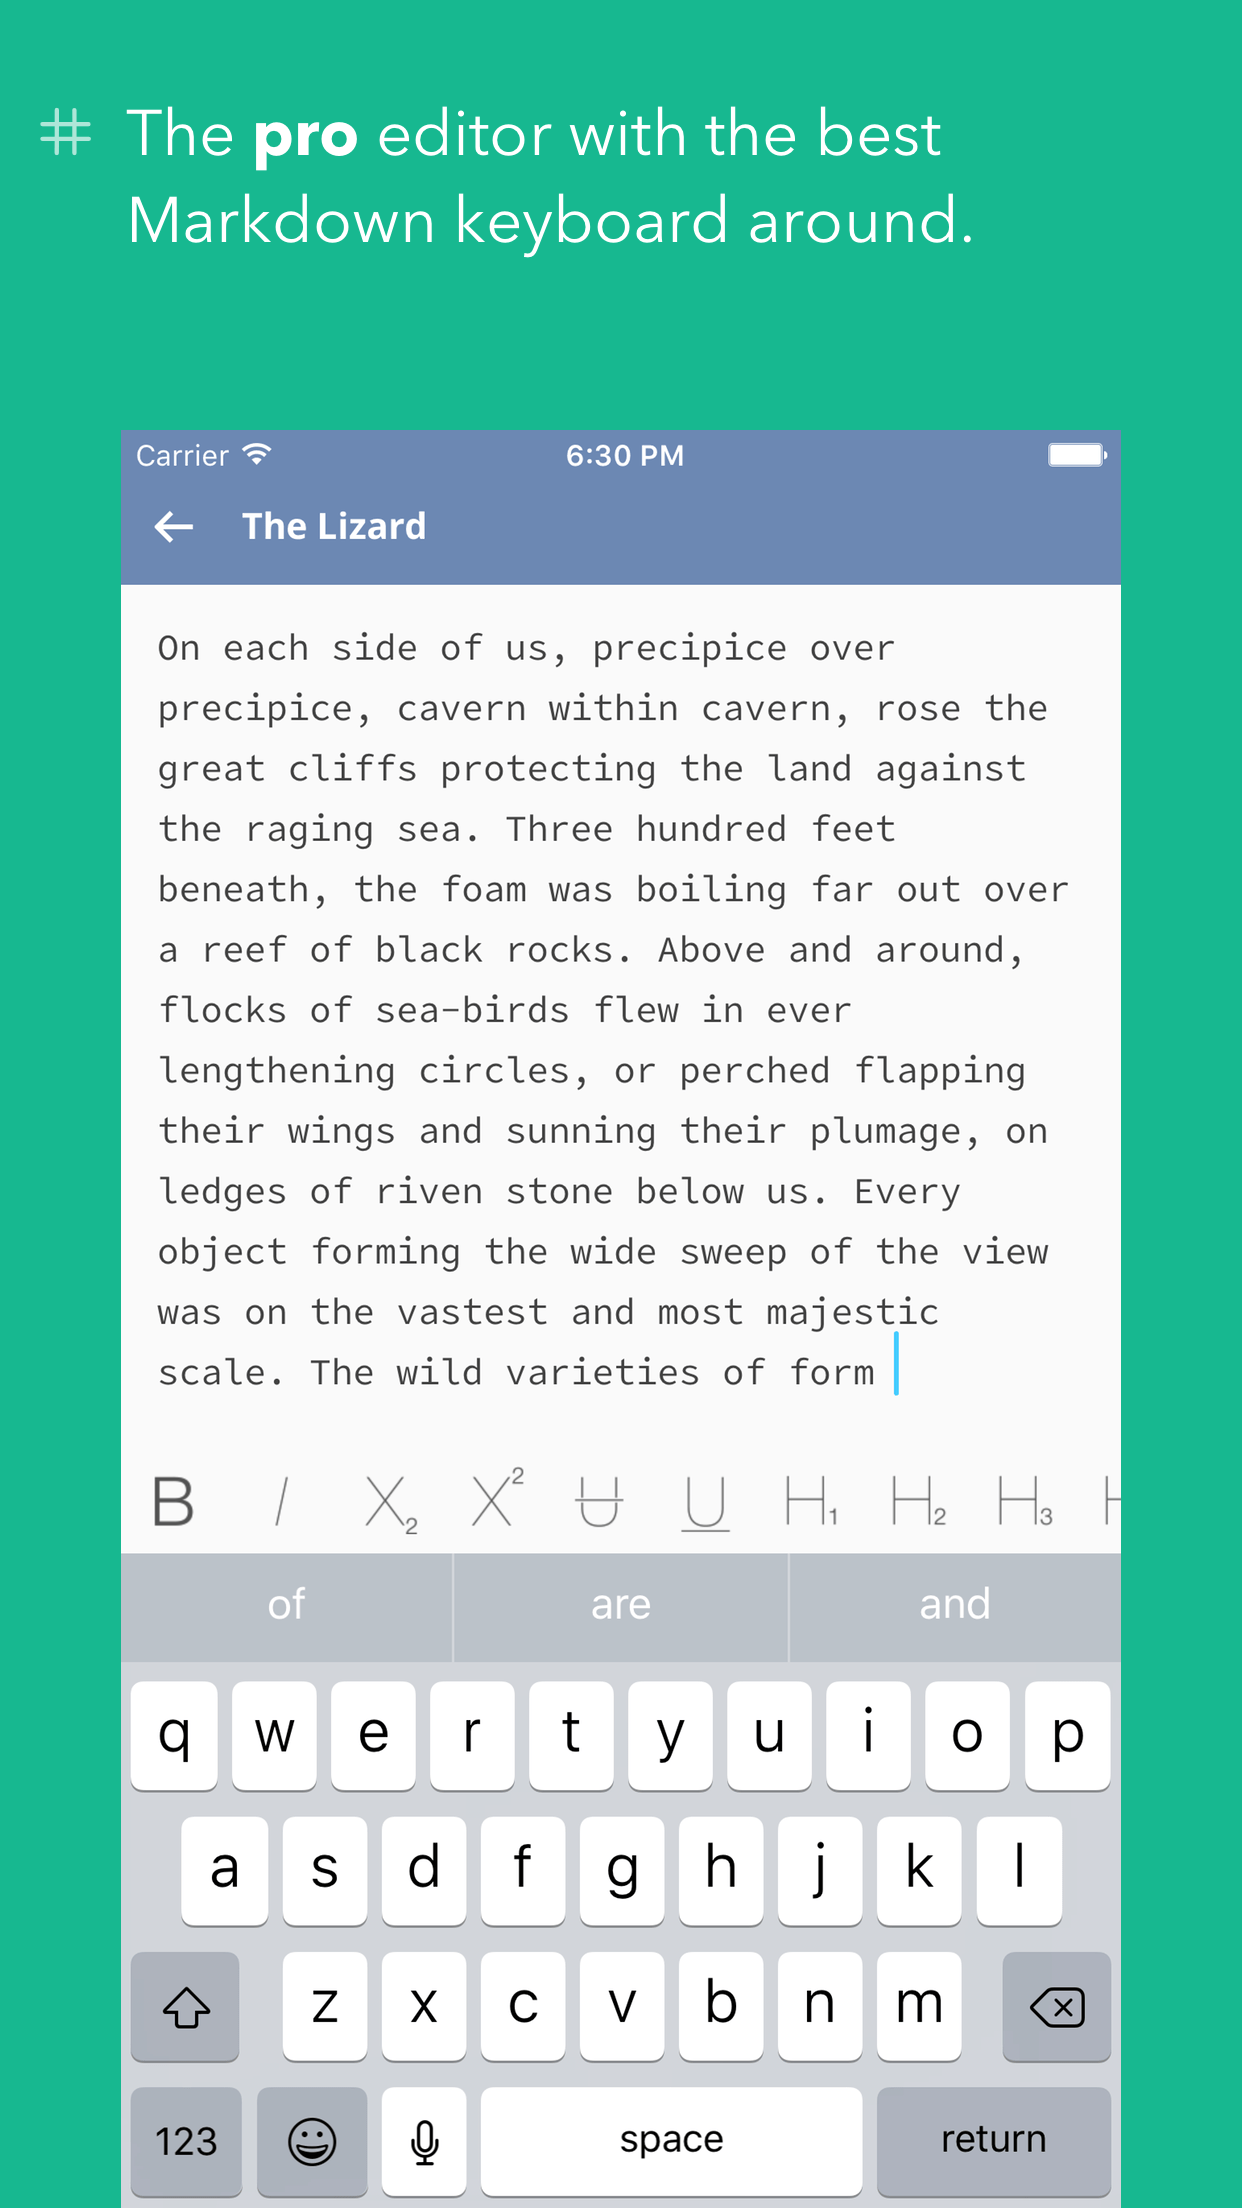 # The pro editor with the best
Markdown keyboard around.
Carrier 6:30 PM
The Lizard
On each side of us, precipice over
precipice, cavern within cavern, rose the
great cliffs protecting the land against
the raging sea. Three hundred feet
beneath, the foam was boiling far out over
a reef of black rocks. Above and around,
flocks of sea-birds flew in ever
lengthening circles, or perched flapping
their wings and sunning their plumage, on
ledges of riven stone below us. Every
object forming the wide sweep of the view
was on the vastest and most majestic
scale. The wild varieties of form
B I X₂ X² U U H₁ H₂ H₃ H
of are and
q w e r t y u i o p
a s d f g h j k l
z x c v b n m
123 space return